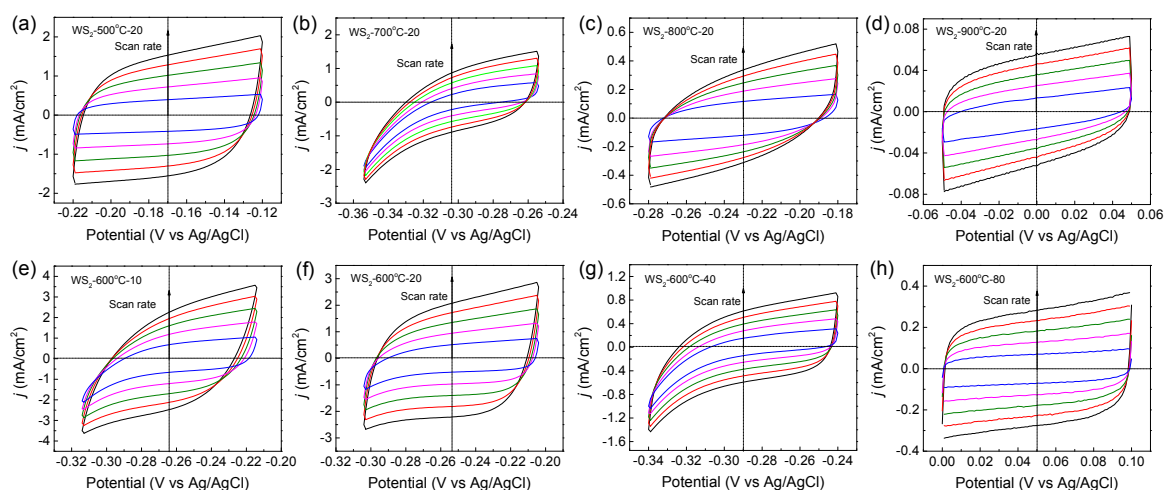 (a) WS2-500°C-20
Scan rate
j (mA/cm²)
2
1
0
-1
-2
-0.22 -0.20 -0.18 -0.16 -0.14 -0.12
Potential (V vs Ag/AgCl)
(b) WS2-700°C-20
Scan rate
j (mA/cm²)
2
1
0
-1
-2
-3
-0.36 -0.34 -0.32 -0.30 -0.28 -0.26 -0.24
Potential (V vs Ag/AgCl)
(c) WS2-800°C-20
Scan rate
j (mA/cm²)
0.6
0.4
0.2
0.0
-0.2
-0.4
-0.6
-0.28 -0.26 -0.24 -0.22 -0.20 -0.18
Potential (V vs Ag/AgCl)
(d) WS2-900°C-20
Scan rate
j (mA/cm²)
0.08
0.04
0.00
-0.04
-0.08
-0.06 -0.04 -0.02 0.00 0.02 0.04 0.06
Potential (V vs Ag/AgCl)
(e) WS2-600°C-10
Scan rate
j (mA/cm²)
4
3
2
1
0
-1
-2
-3
-4
-5
-0.32 -0.30 -0.28 -0.26 -0.24 -0.22 -0.20
Potential (V vs Ag/AgCl)
(f) WS2-600°C-20
Scan rate
j (mA/cm²)
3
2
1
0
-1
-2
-3
-0.30 -0.28 -0.26 -0.24 -0.22 -0.20
Potential (V vs Ag/AgCl)
(g) WS2-600°C-40
Scan rate
j (mA/cm²)
1.2
0.8
0.4
0.0
-0.4
-0.8
-1.2
-1.6
-0.34 -0.32 -0.30 -0.28 -0.26 -0.24
Potential (V vs Ag/AgCl)
(h) WS2-600°C-80
Scan rate
j (mA/cm²)
0.4
0.2
0.0
-0.2
-0.4
0.00 0.02 0.04 0.06 0.08 0.10
Potential (V vs Ag/AgCl)